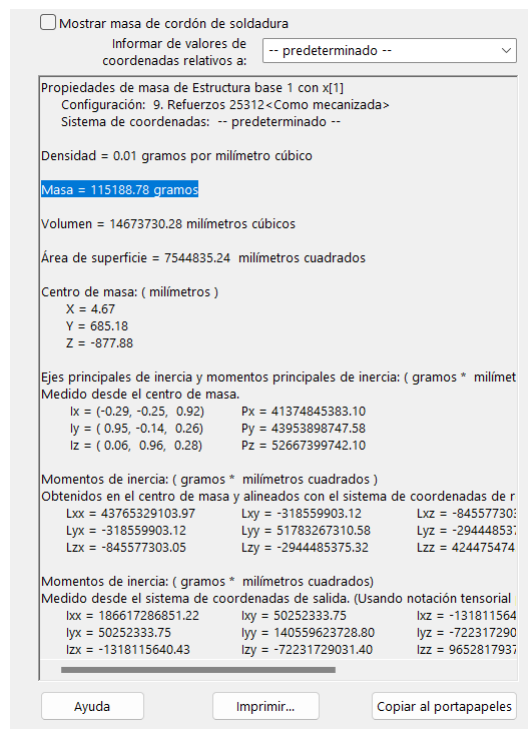 Mostrar masa de cordón de soldadura
Informar de valores de
coordenadas relativos a:
-- predeterminado --
Propiedades de masa de Estructura base 1 con x[1]
Configuración: 9. Refuerzos 25312<Como mecanizada>
Sistema de coordenadas: -- predeterminado --
Densidad = 0.01 gramos por milímetro cúbico
Masa = 115188.78 gramos
Volumen = 14673730.28 milímetros cúbicos
Área de superficie = 7544835.24 milímetros cuadrados
Centro de masa: ( milímetros )
X = 4.67
Y = 685.18
Z = -877.88
Ejes principales de inercia y momentos principales de inercia: ( gramos * milímet
Medido desde el centro de masa.
Ix = (-0.29, -0.25, 0.92) Px = 41374845383.10
Iy = ( 0.95, -0.14, 0.26) Py = 43953898747.58
Iz = ( 0.06, 0.96, 0.28) Pz = 52667399742.10
Momentos de inercia: ( gramos * milímetros cuadrados )
Obtenidos en el centro de masa y alineados con el sistema de coordenadas de r
Lxx = 43765329103.97 Lxy = -318559903.12 Lxz = -845577303
Lyx = -318559903.12 Lyy = 51783267310.58 Lyz = -294448537
Lzx = -845577303.05 Lzy = -2944485375.32 Lzz = 424475474
Momentos de inercia: ( gramos * milímetros cuadrados)
Medido desde el sistema de coordenadas de salida. (Usando notación tensorial
Ixx = 186617286851.22 Ixy = 50252333.75 Ixz = -131811564
Iyx = 50252333.75 Iyy = 140559623728.80 Iyz = -722317290
Izx = -1318115640.43 Izy = -72231729031.40 Izz = 9652817937
Ayuda Imprimir... Copiar al portapapeles